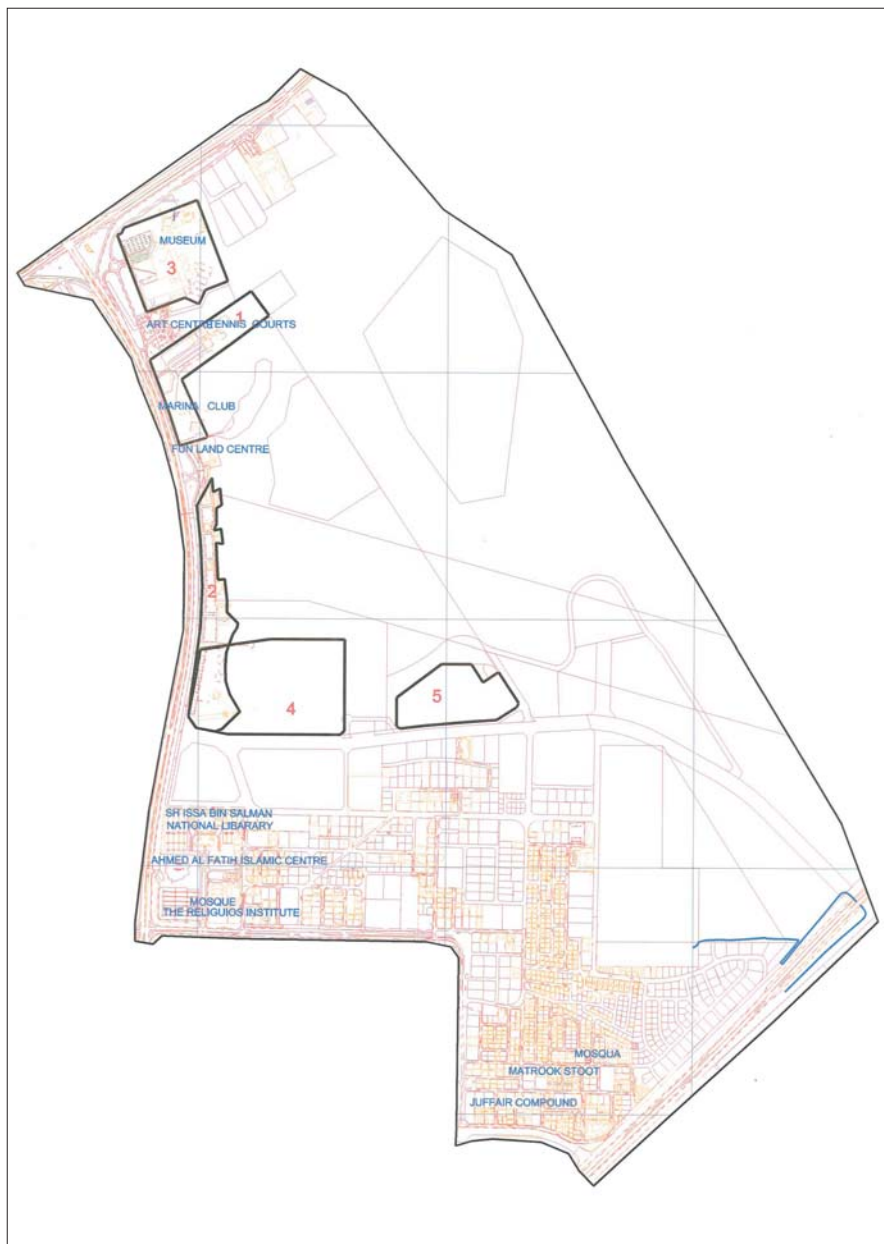 MUSEUM
3
1
ART CENTRE TENNIS COURTS
MARINA CLUB
FUN LAND CENTRE
2
4
5
SH ISSA BIN SALMAN
NATIONAL LIBARARY
AHMED AL FATIH ISLAMIC CENTRE
MOSQUE
THE RELIGUIOS INSTITUTE
MOSQUA
MATROOK STOOT
JUFFAIR COMPOUND